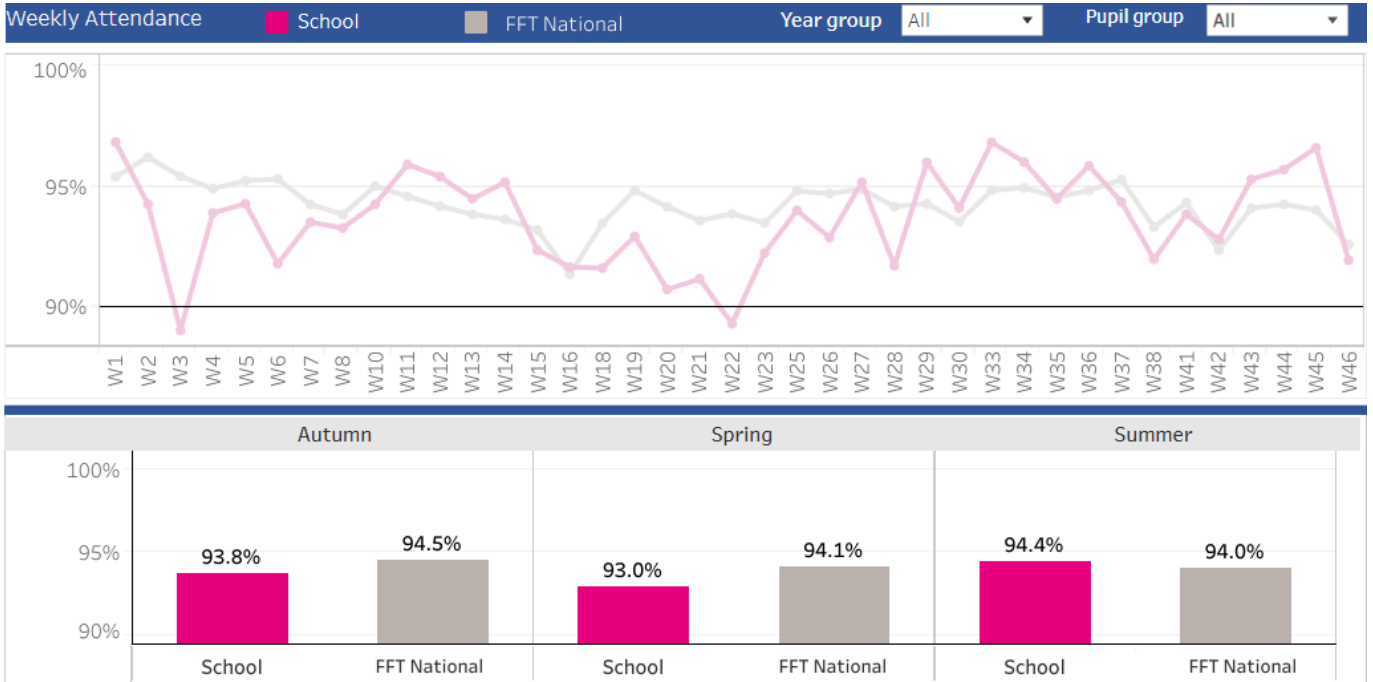 Weekly Attendance School FFT National Year group All Pupil group All
100%
95%
90%
W1 W2 W3 W4 W5 W6 W7 W8 W10 W11 W12 W13 W14 W15 W16 W18 W19 W20 W21 W22 W23 W25 W26 W27 W28 W29 W30 W33 W34 W35 W36 W37 W38 W41 W42 W43 W44 W45 W46
Autumn Spring Summer
100%
95%
90%
93.8% 94.5% 93.0% 94.1% 94.4% 94.0%
School FFT National School FFT National School FFT National